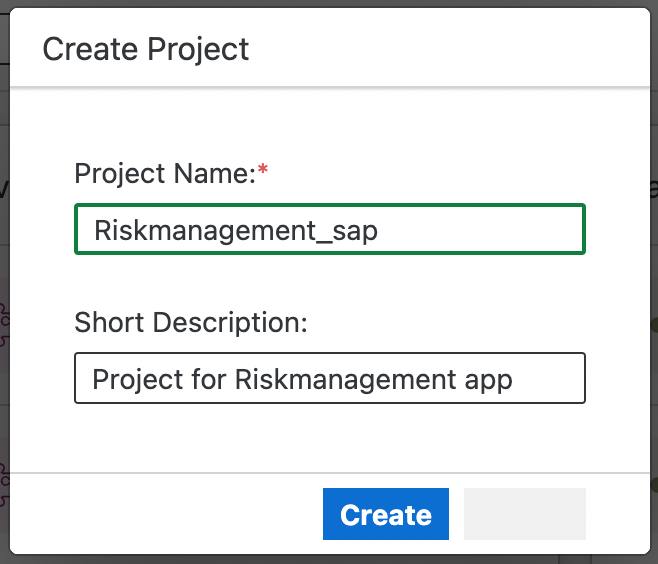 Create Project
Project Name:*
Riskmanagement_sap
Short Description:
Project for Riskmanagement app
Create